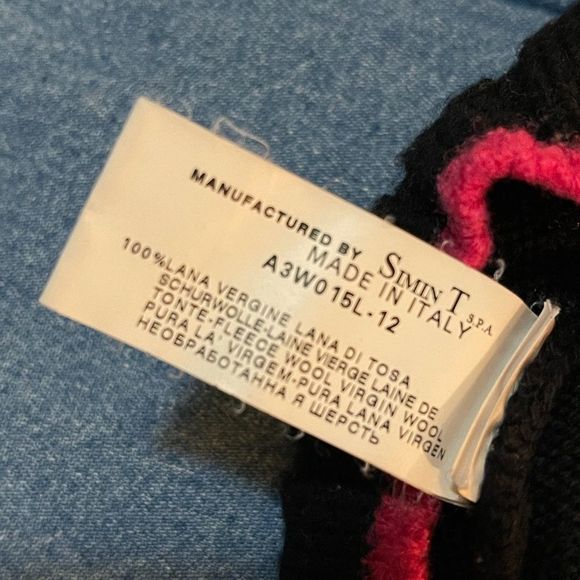 MANUFACTURED BY SIMIN T S.P.A.
MADE IN ITALY
A3W015L-12
100%LANA VERGINE LANA DI TOSA
SCHURWOLLE-LAINE VIERGE LAINE DE
TONTE-FLEECE WOOL VIRGIN WOOL
PURA LA' VIRGEM-PURA LANA VIRGEN
НЕОБРАБОТАННА Я ШЕРСТЬ